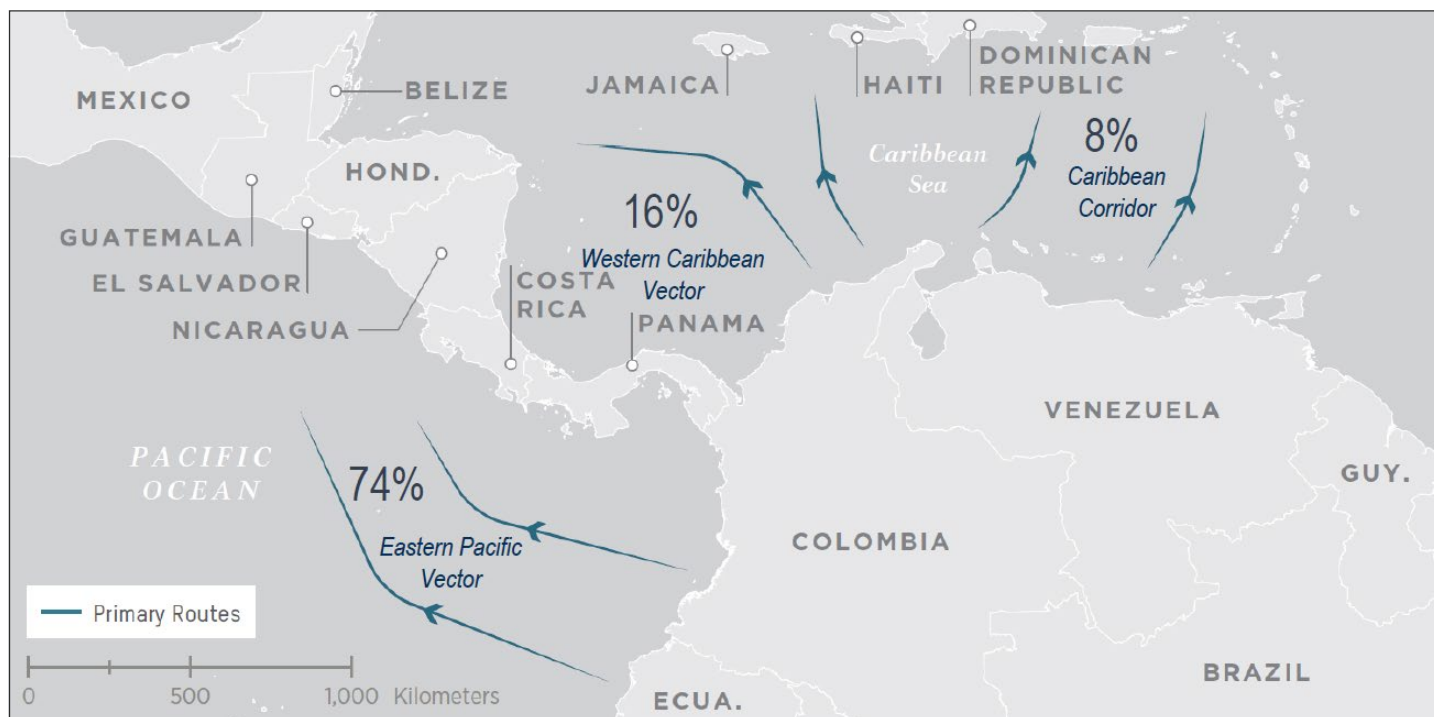 MEXICO
BELIZE
JAMAICA
HAITI
DOMINICAN
REPUBLIC
HOND.
Caribbean
Sea
8%
Caribbean
Corridor
GUATEMALA
16%
Western Caribbean
Vector
EL SALVADOR
COSTA
RICA
NICARAGUA
PANAMA
VENEZUELA
PACIFIC
OCEAN
74%
Eastern Pacific
Vector
GUY.
COLOMBIA
Primary Routes
BRAZIL
ECUA.
0 500 1,000 Kilometers